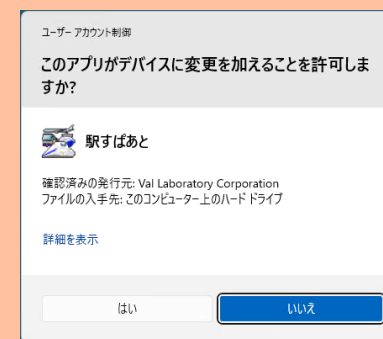 ユーザー アカウント制御
このアプリがデバイスに変更を加えることを許可しま
すか?
駅すぱあと
確認済みの発行元: Val Laboratory Corporation
ファイルの入手先: このコンピューター上のハード ドライブ
詳細を表示
はい
いいえ